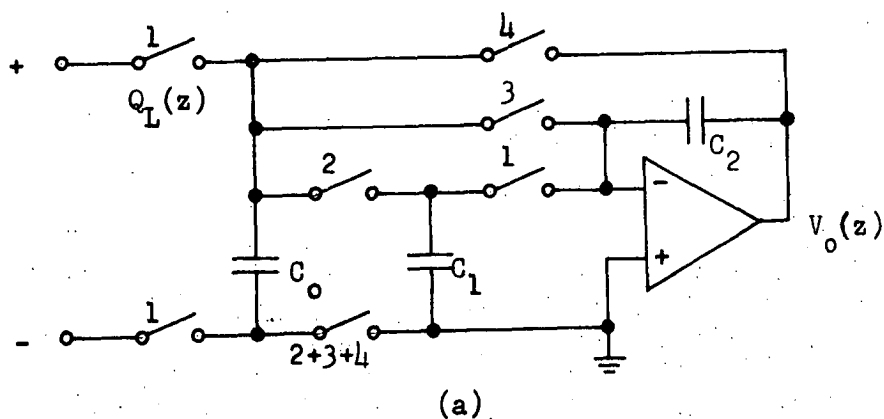 1
4
+
Q_L(z)
3
C_2
2
1
-
V_o(z)
+
C_o
C_1
-
1
2+3+4
(a)